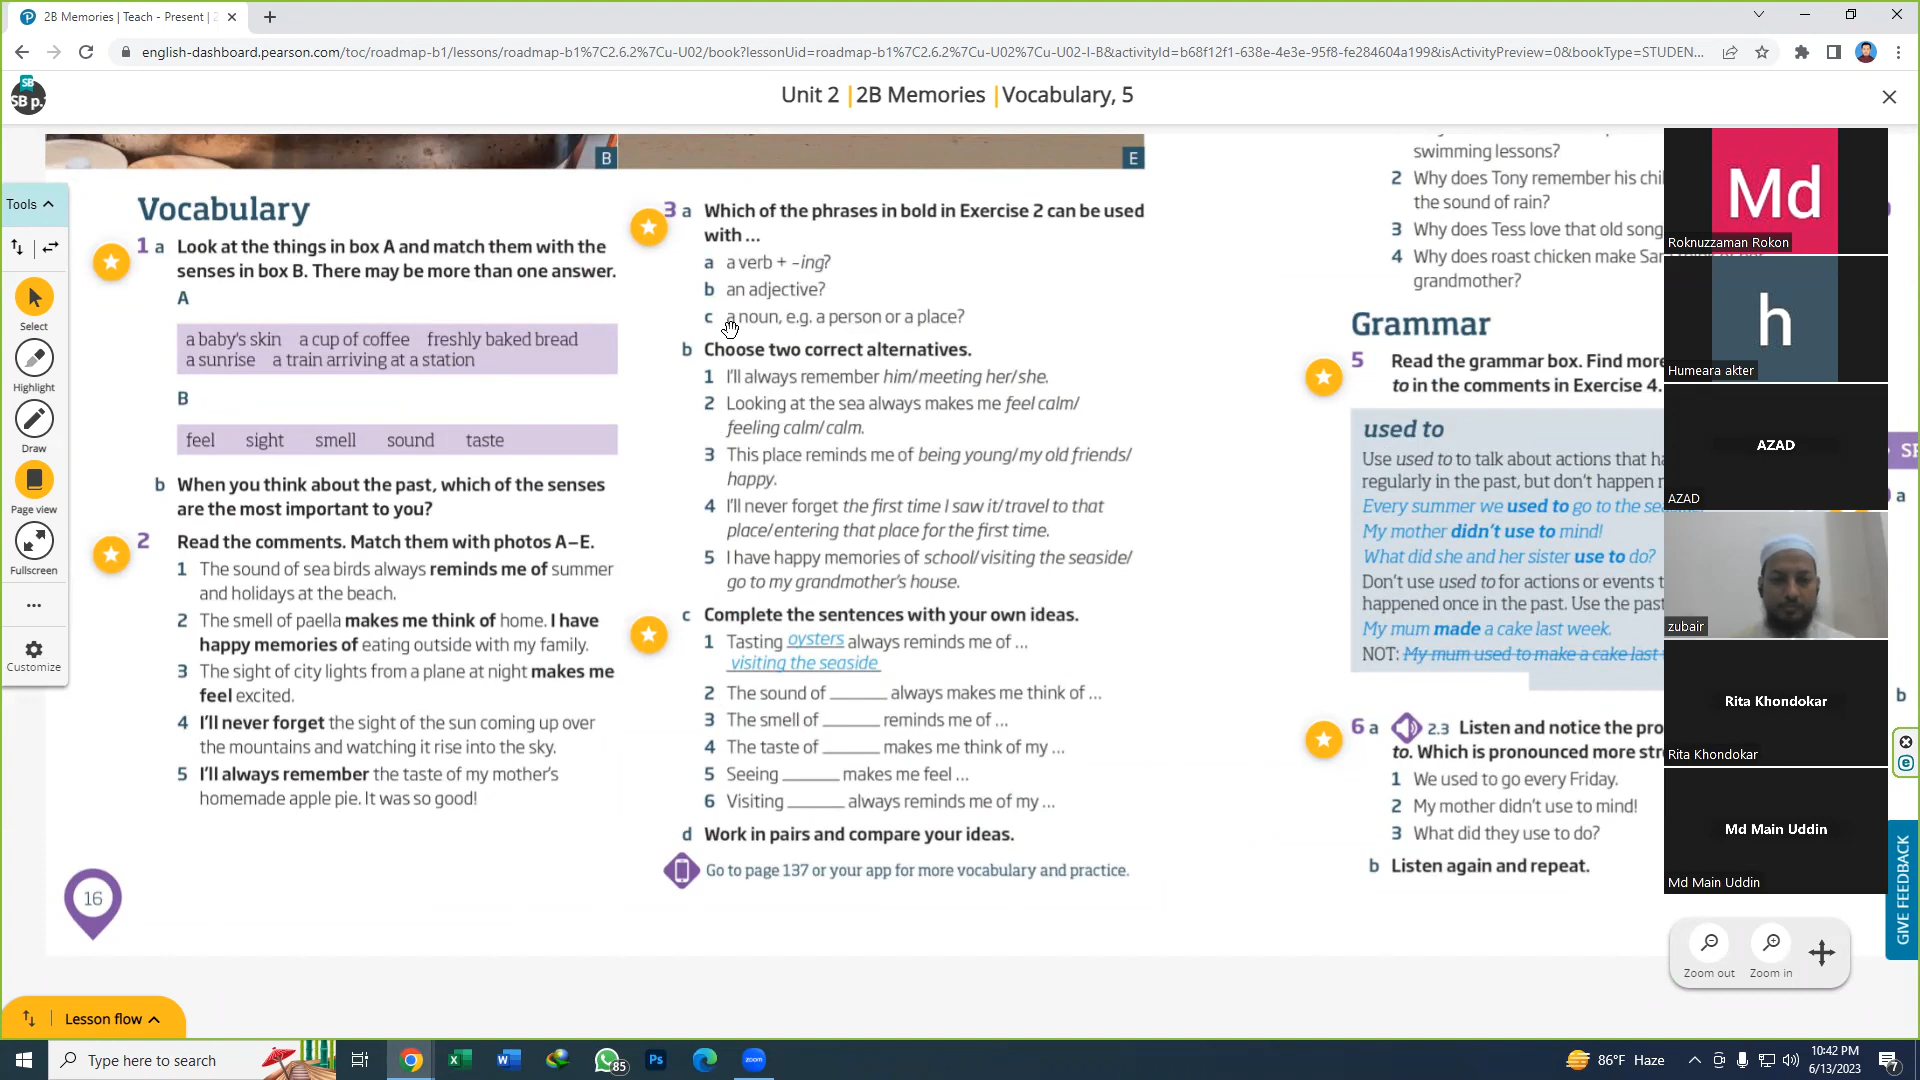 2B Memories | Teach - Present | 2
english-dashboard.pearson.com/toc/roadmap-b1/lessons/roadmap-b1%7C2.6.2%7Cu-U02/book?lessonUid=roadmap-b1%7C2.6.2%7Cu-U02%7Cu-U02-I-B&activityId=b68f12f1-638e-4e3e-95f8-fe284604a199&isActivityPreview=0&bookType=STUDEN...
SB
SB p.
Unit 2 | 2B Memories | Vocabulary, 5
Tools
Select
Highlight
Draw
Page view
Fullscreen
Customize
B
E
Vocabulary
1 a Look at the things in box A and match them with the
senses in box B. There may be more than one answer.
A
a baby's skin a cup of coffee freshly baked bread
a sunrise a train arriving at a station
B
feel sight smell sound taste
b When you think about the past, which of the senses
are the most important to you?
2 Read the comments. Match them with photos A–E.
1 The sound of sea birds always reminds me of summer
and holidays at the beach.
2 The smell of paella makes me think of home. I have
happy memories of eating outside with my family.
3 The sight of city lights from a plane at night makes me
feel excited.
4 I'll never forget the sight of the sun coming up over
the mountains and watching it rise into the sky.
5 I'll always remember the taste of my mother's
homemade apple pie. It was so good!
16
3 a Which of the phrases in bold in Exercise 2 can be used
with ...
a a verb + -ing?
b an adjective?
c a noun, e.g. a person or a place?
b Choose two correct alternatives.
1 I'll always remember him/meeting her/she.
2 Looking at the sea always makes me feel calm/
feeling calm/calm.
3 This place reminds me of being young/my old friends/
happy.
4 I'll never forget the first time I saw it/travel to that
place/entering that place for the first time.
5 I have happy memories of school/visiting the seaside/
go to my grandmother's house.
c Complete the sentences with your own ideas.
1 Tasting oysters always reminds me of ...
visiting the seaside
2 The sound of ______ always makes me think of ...
3 The smell of ______ reminds me of ...
4 The taste of ______ makes me think of my ...
5 Seeing ______ makes me feel ...
6 Visiting ______ always reminds me of my ...
d Work in pairs and compare your ideas.
Go to page 137 or your app for more vocabulary and practice.
swimming lessons?
2 Why does Tony remember his chi
the sound of rain?
3 Why does Tess love that old song
4 Why does roast chicken make Sar
grandmother?
Grammar
5 Read the grammar box. Find more
to in the comments in Exercise 4.
used to
Use used to to talk about actions that ha
regularly in the past, but don't happen n
Every summer we used to go to the sea
My mother didn't use to mind!
What did she and her sister use to do?
Don't use used to for actions or events t
happened once in the past. Use the past
My mum made a cake last week.
NOT: My mum used to make a cake last
6 a 2.3 Listen and notice the pro
to. Which is pronounced more str
1 We used to go every Friday.
2 My mother didn't use to mind!
3 What did they use to do?
b Listen again and repeat.
Md
Roknuzzaman Rokon
h
Humeara akter
AZAD
AZAD
zubair
Rita Khondokar
Rita Khondokar
Md Main Uddin
Md Main Uddin
a
b
GIVE FEEDBACK
Zoom out
Zoom in
Lesson flow
Type here to search
85
Ps
zoom
86°F Haze
10:42 PM
6/13/2023
7